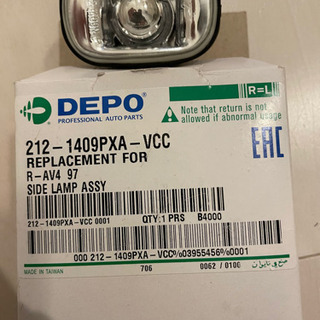 DEPO
PROFESSIONAL AUTO PARTS
R=L
Note that return is not
allowed if abnormal usage
212-1409PXA-VCC
REPLACEMENT FOR
R-AV4 97
SIDE LAMP ASSY
EAC
212-1409PXA-VCC 0001
QTY:1 PRS
B4000
000 212-1409PXA-VCC%03955456%0001
MADE IN TAIWAN
706
0062 / 0100